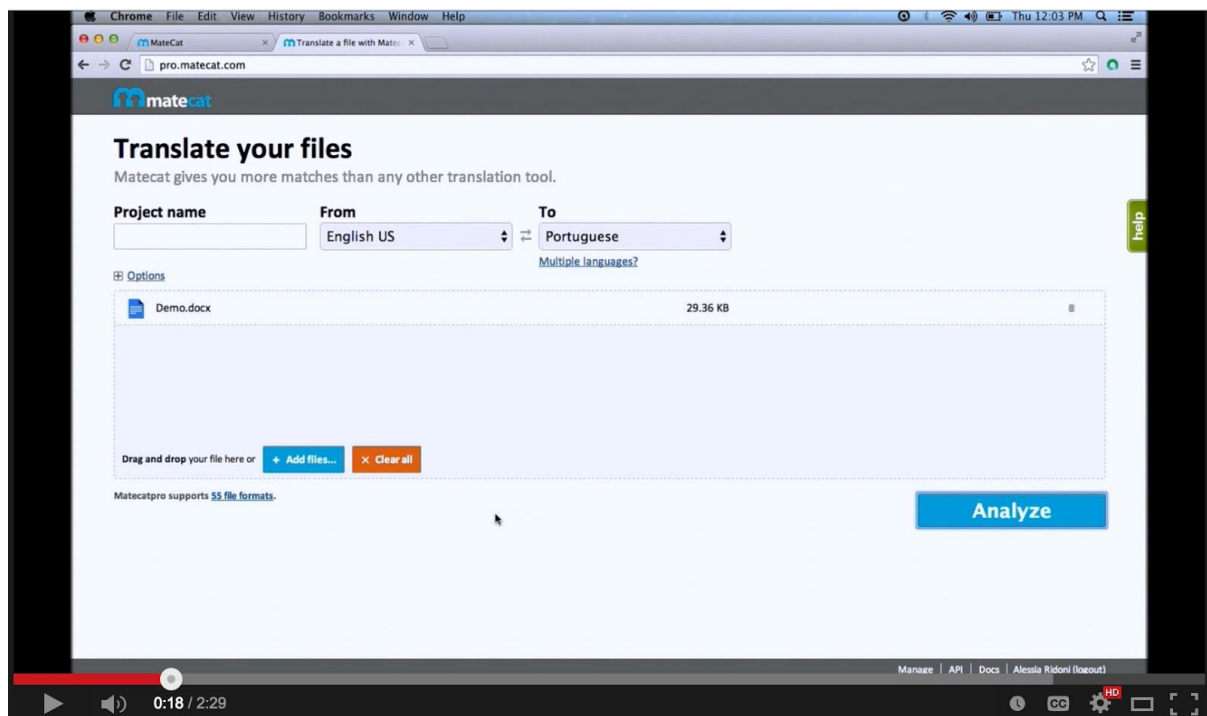 Chrome File Edit View History Bookmarks Window Help Thu 12:03 PM
MateCat Translate a file with Matec
pro.matecat.com
matecat
Translate your files
Matecat gives you more matches than any other translation tool.
Project name From To
English US Portuguese
Multiple languages?
Options
Demo.docx 29.36 KB
help
Drag and drop your file here or + Add files... × Clear all
Matecatpro supports 55 file formats.
Analyze
Manage | API | Docs | Alessia Ridoni (logout)
0:18 / 2:29 CC HD